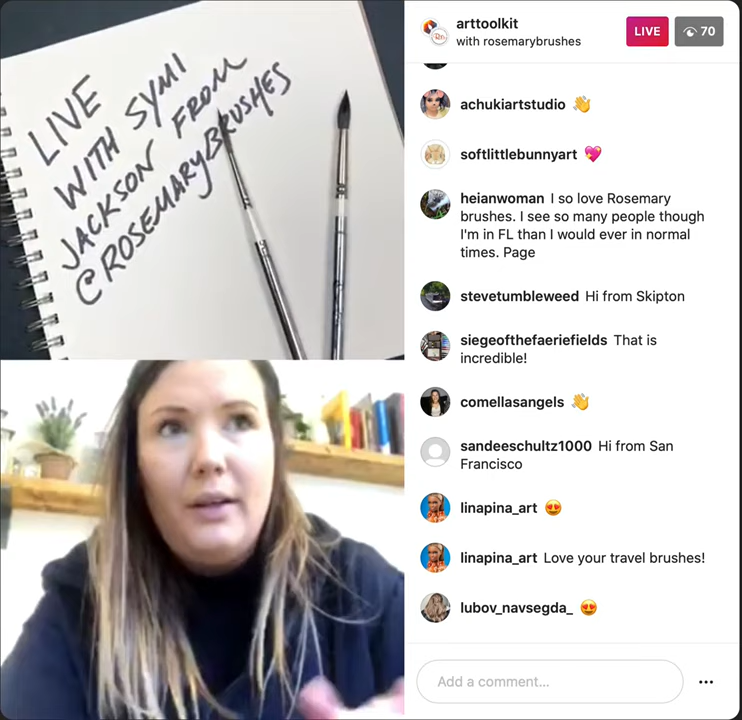 LIVE
WITH SYMI
JACKSON FROM
@ROSEMARYBRUSHES
arttoolkit
with rosemarybrushes
LIVE
70
achukiartstudio 👋
softlittlebunnyart 💖
heianwoman I so love Rosemary
brushes. I see so many people though
I'm in FL than I would ever in normal
times. Page
stevetumbleweed Hi from Skipton
siegeofthefaeriefields That is
incredible!
comellasangels 👋
sandeeschultz1000 Hi from San
Francisco
linapina_art 😍
linapina_art Love your travel brushes!
lubov_navsegda_ 😍
Add a comment...